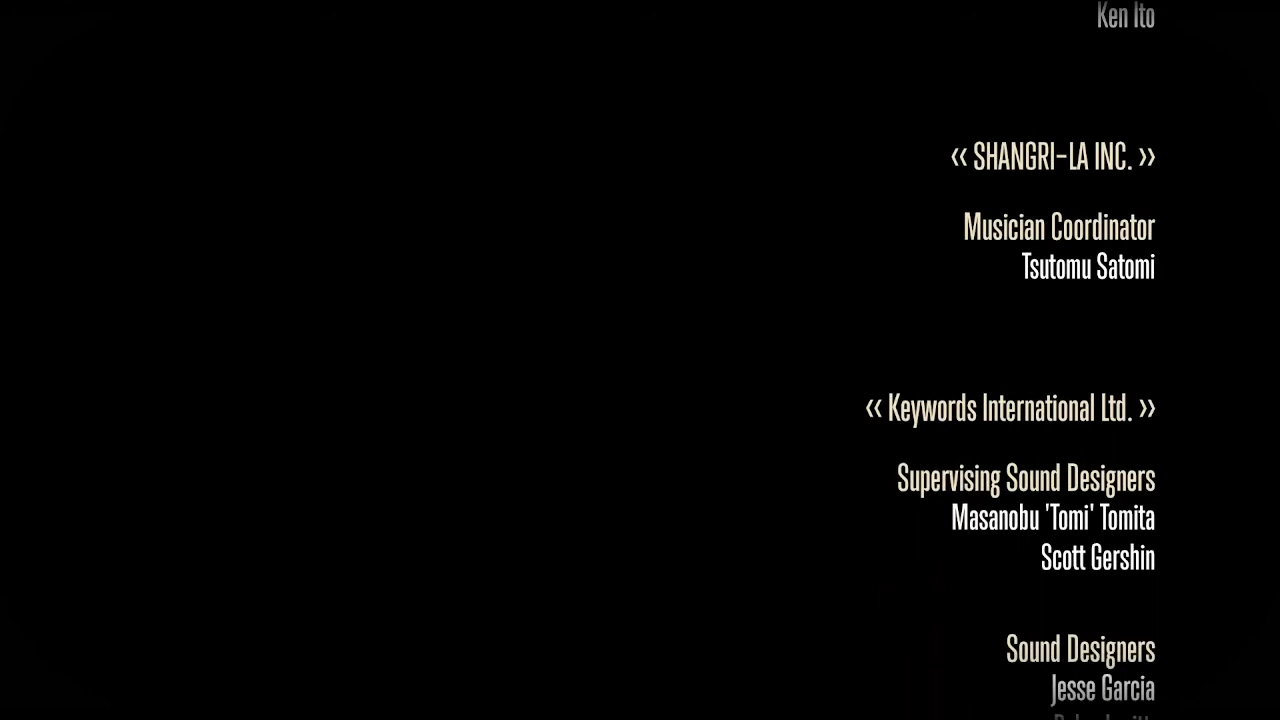 Ken Ito
‹‹ SHANGRI-LA INC. ››
Musician Coordinator
Tsutomu Satomi
‹‹ Keywords International Ltd. ››
Supervising Sound Designers
Masanobu 'Tomi' Tomita
Scott Gershin
Sound Designers
Jesse Garcia